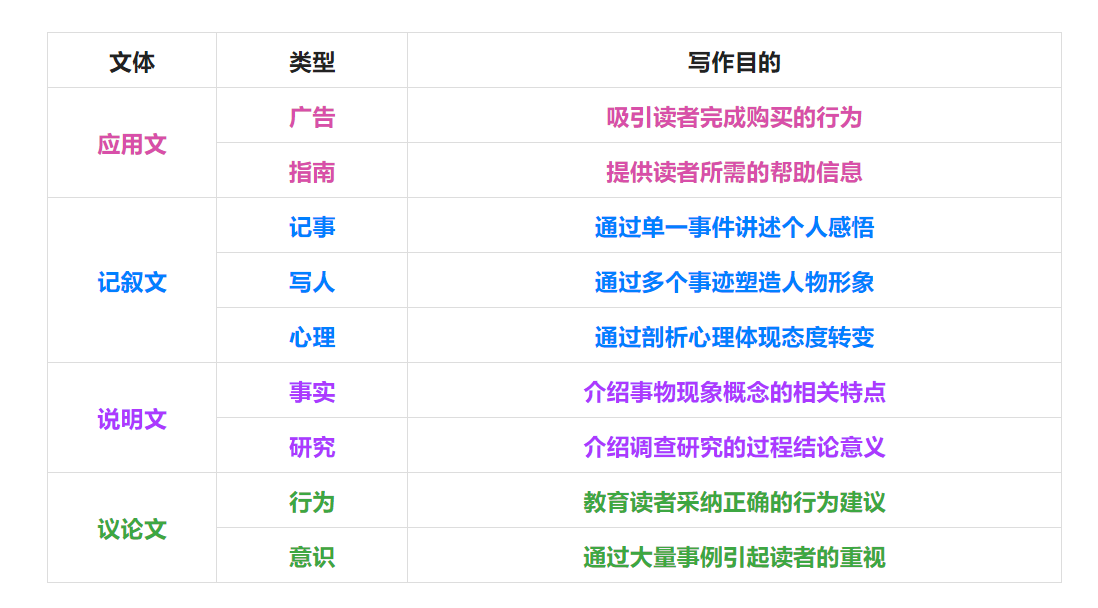 文体 类型 写作目的
应用文 广告 吸引读者完成购买的行为
指南 提供读者所需的帮助信息
记叙文 记事 通过单一事件讲述个人感悟
写人 通过多个事迹塑造人物形象
心理 通过剖析心理体现态度转变
说明文 事实 介绍事物现象概念的相关特点
研究 介绍调查研究的过程结论意义
议论文 行为 教育读者采纳正确的行为建议
意识 通过大量事例引起读者的重视